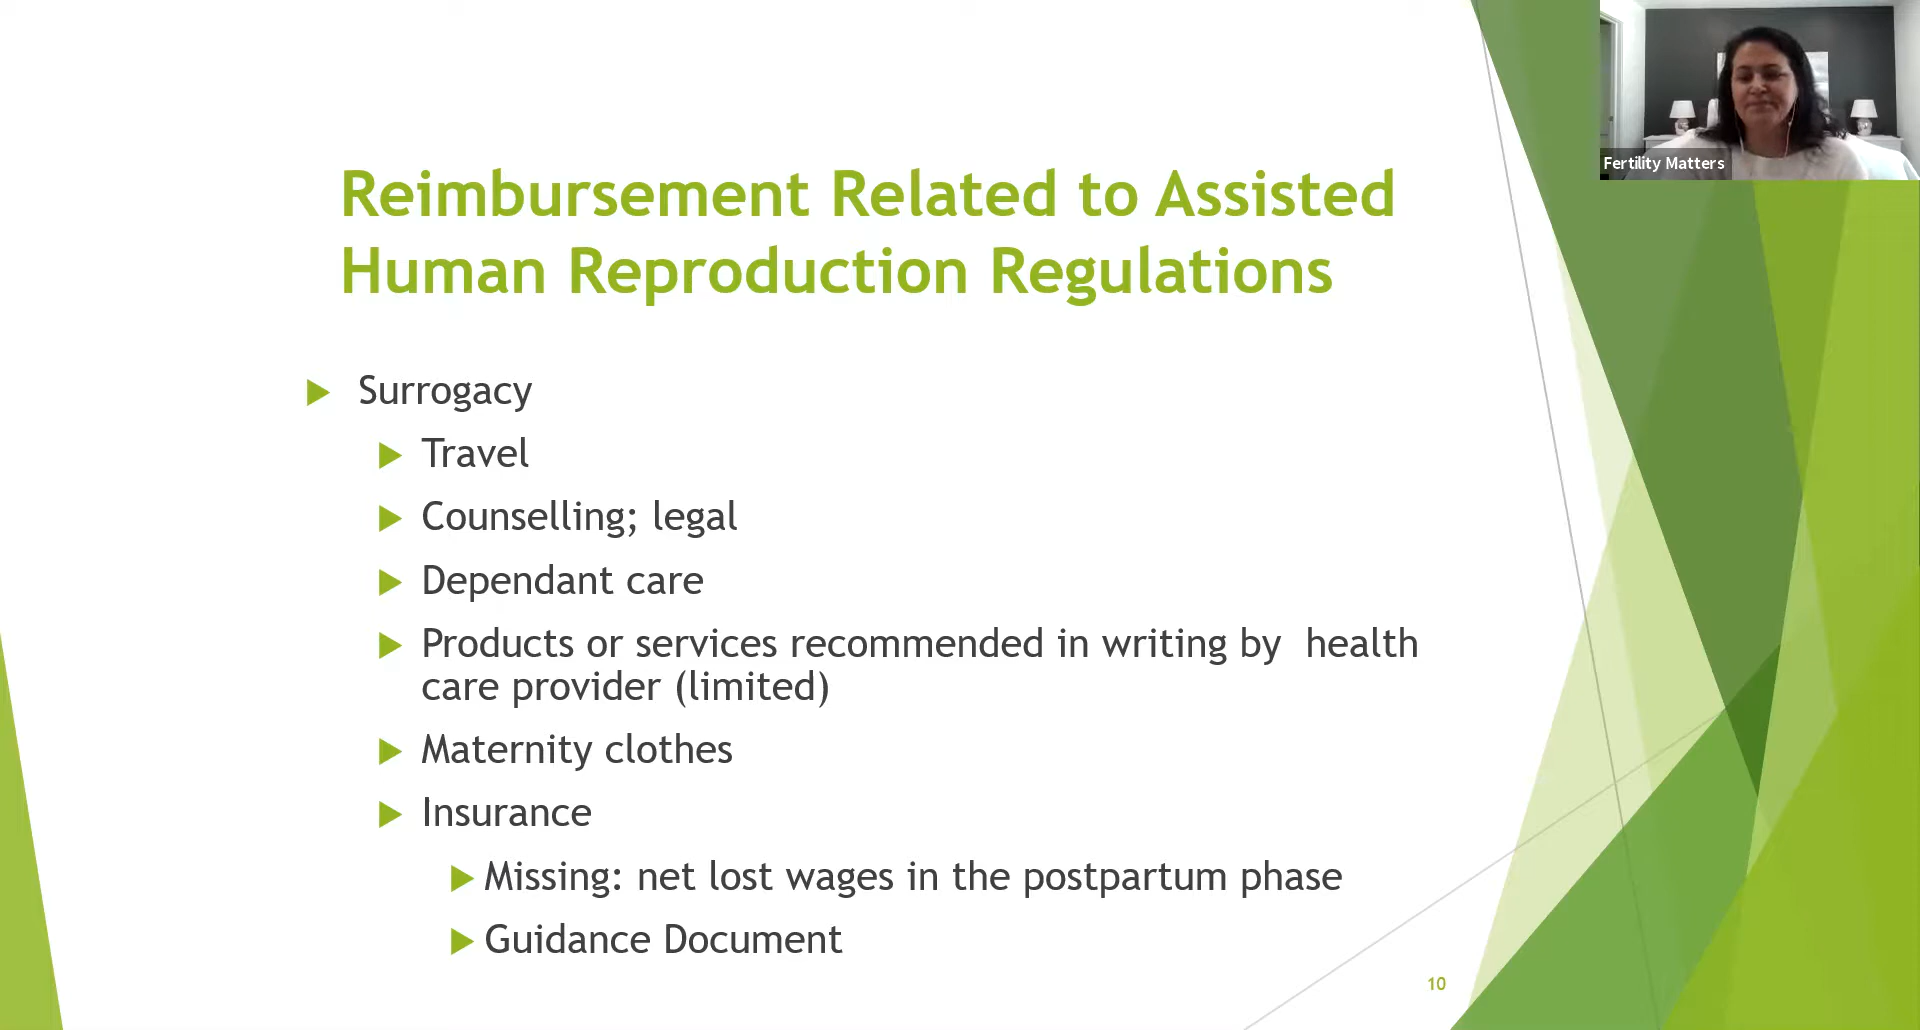 Fertility Matters
Reimbursement Related to Assisted
Human Reproduction Regulations
Surrogacy
Travel
Counselling; legal
Dependant care
Products or services recommended in writing by  health
care provider (limited)
Maternity clothes
Insurance
Missing: net lost wages in the postpartum phase
Guidance Document
10